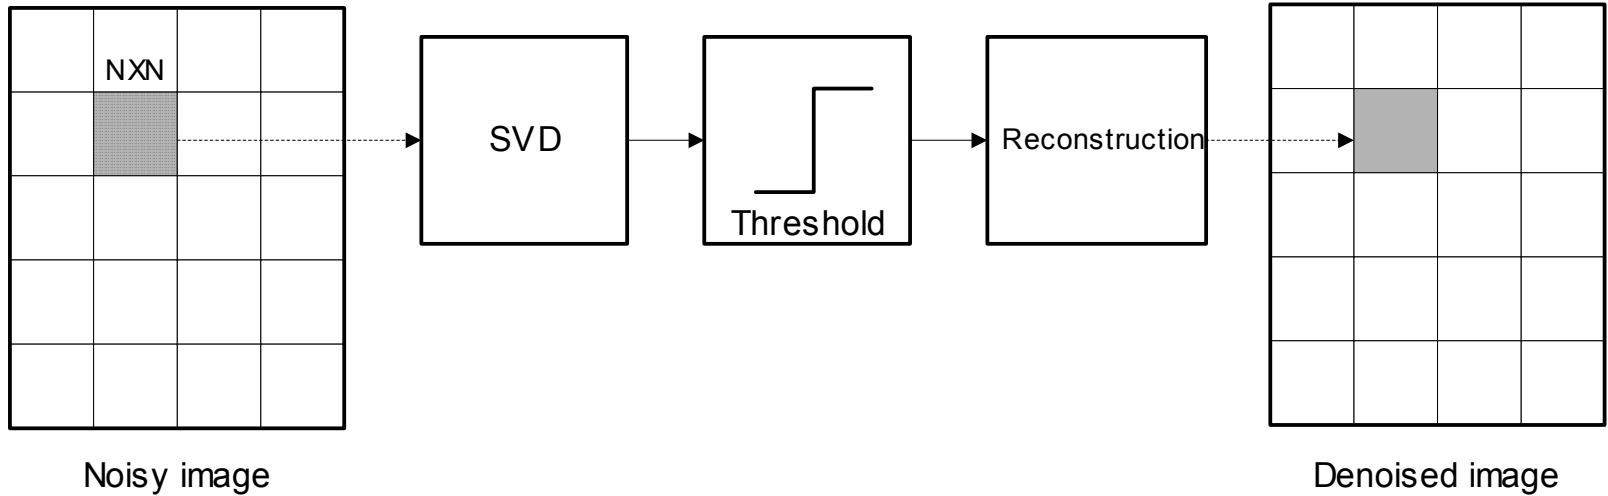 NXN
SVD
Threshold
Reconstruction
Noisy image
Denoised image